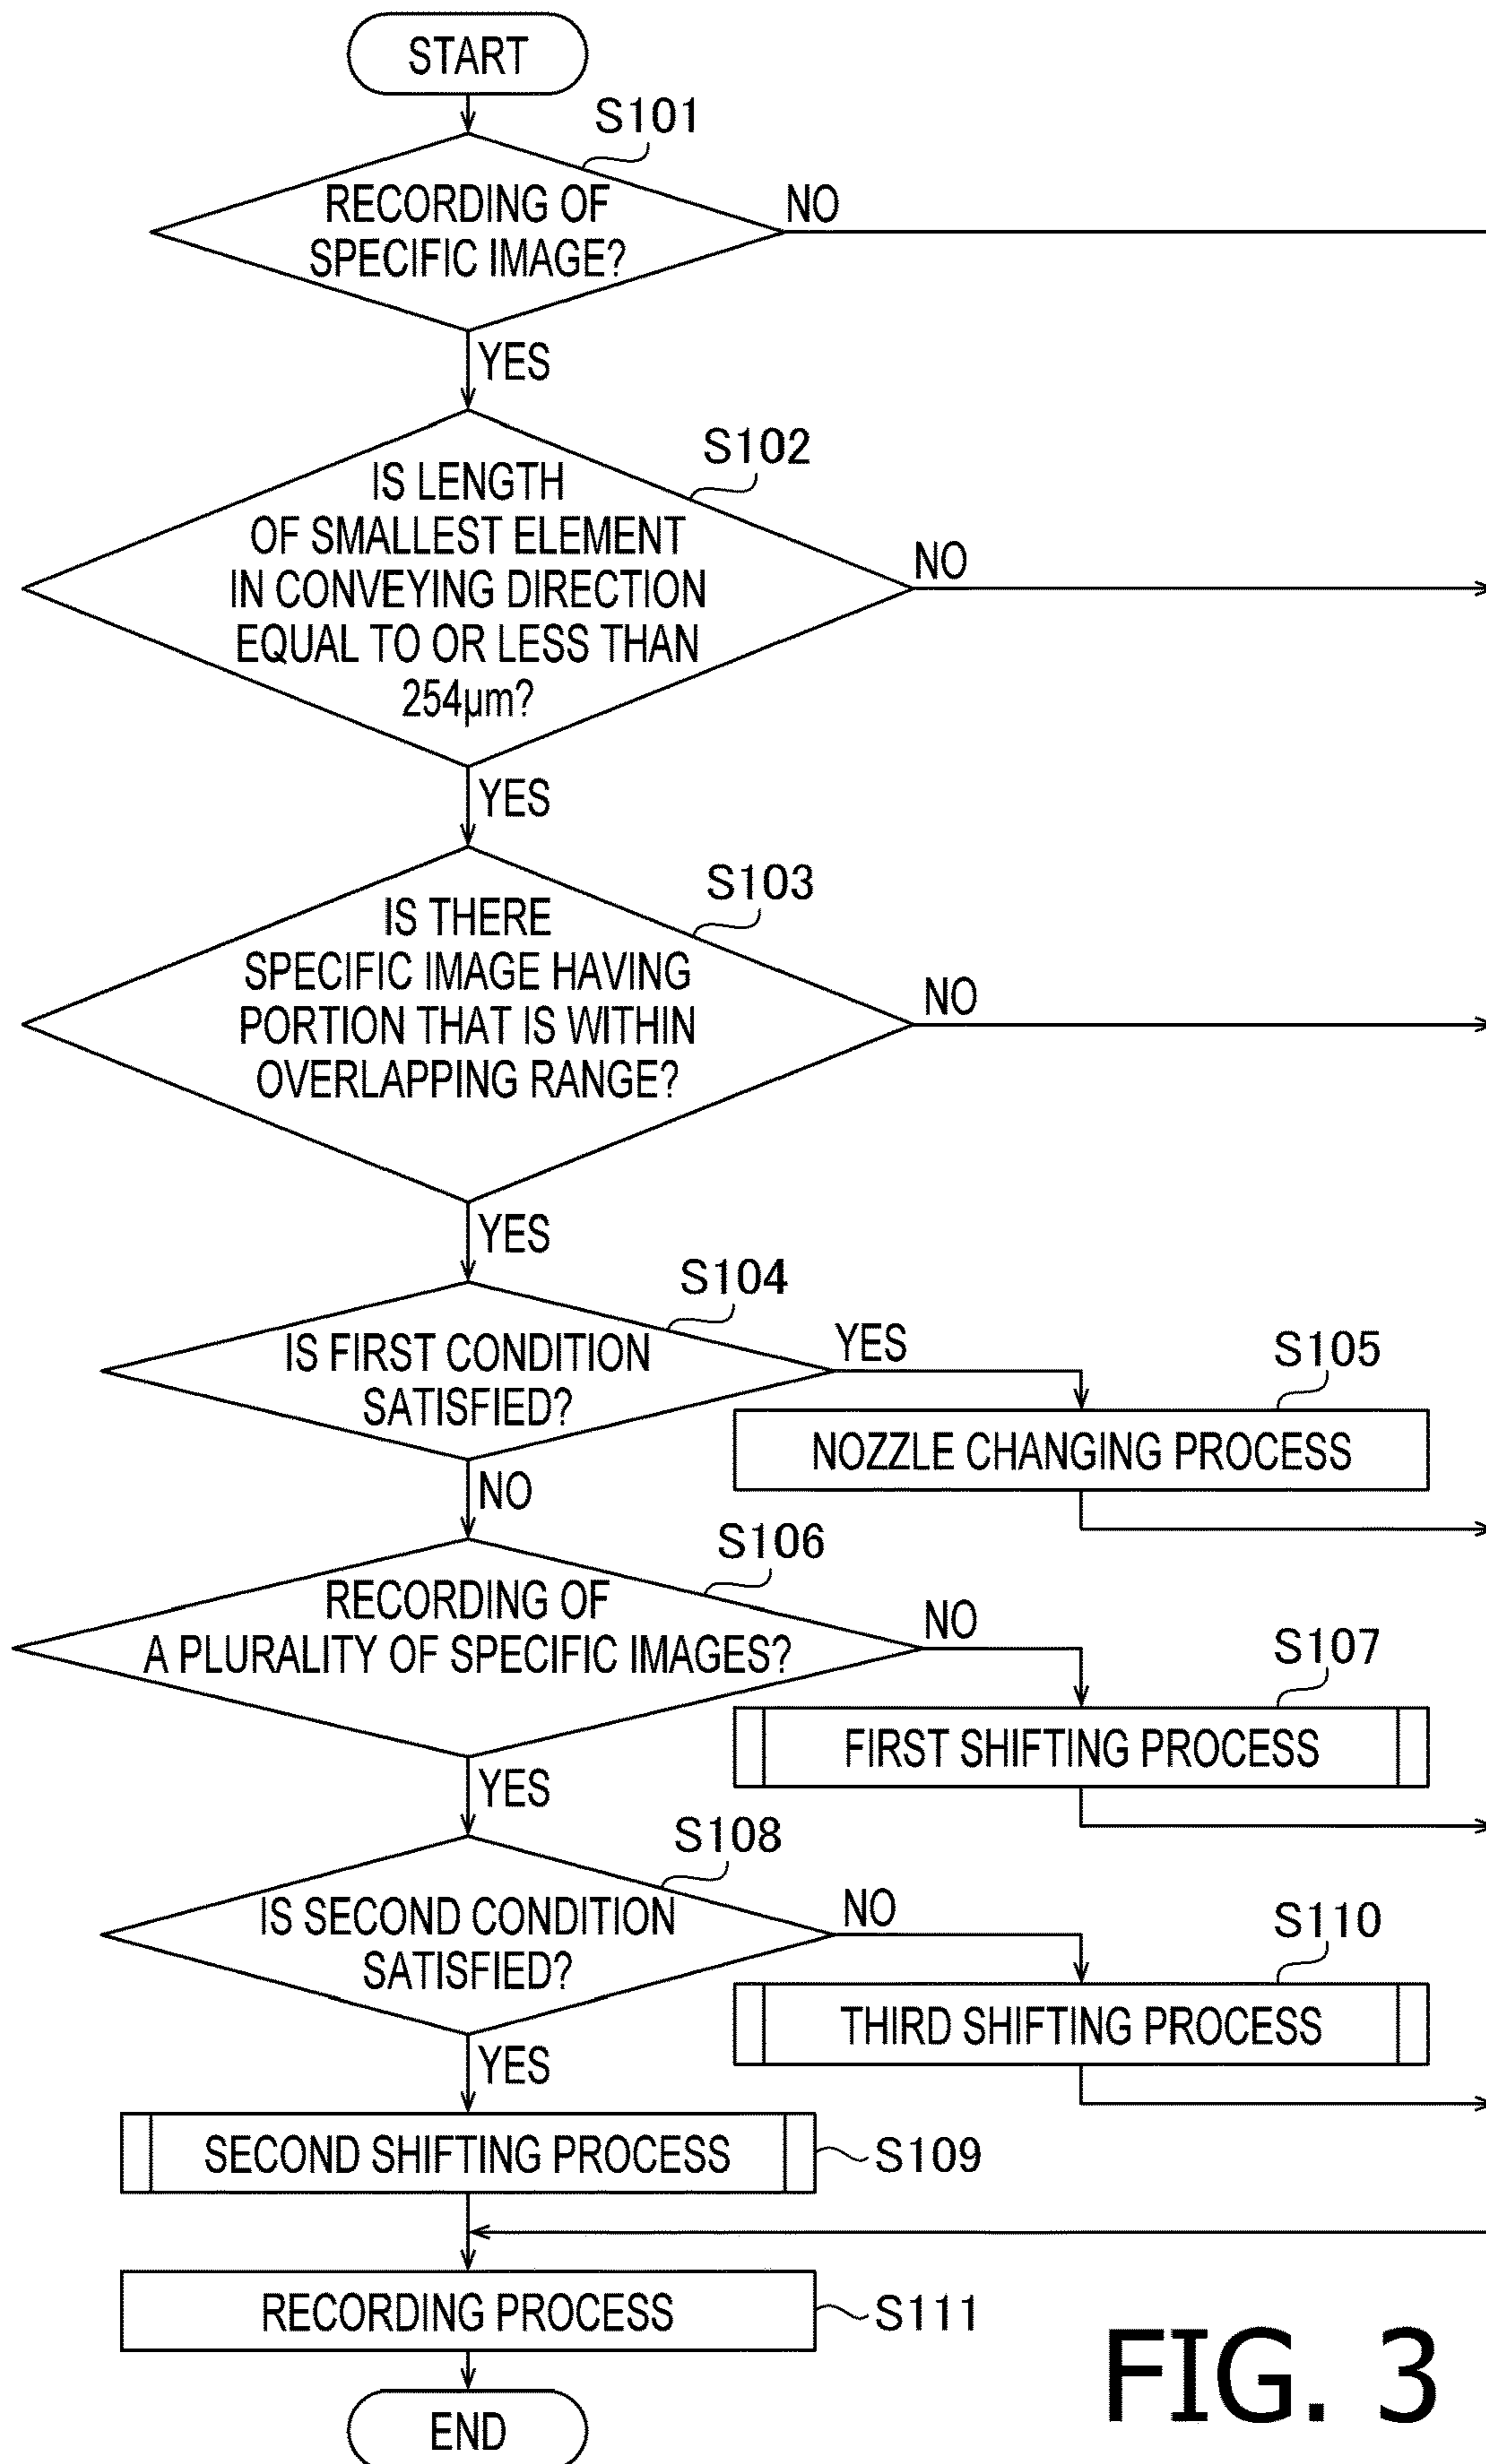 START
S101
RECORDING OF
SPECIFIC IMAGE?
NO
YES
S102
IS LENGTH
OF SMALLEST ELEMENT
IN CONVEYING DIRECTION
EQUAL TO OR LESS THAN
254μm?
NO
YES
S103
IS THERE
SPECIFIC IMAGE HAVING
PORTION THAT IS WITHIN
OVERLAPPING RANGE?
NO
YES
S104
IS FIRST CONDITION
SATISFIED?
YES
S105
NOZZLE CHANGING PROCESS
NO
S106
RECORDING OF
A PLURALITY OF SPECIFIC IMAGES?
NO
S107
FIRST SHIFTING PROCESS
YES
S108
IS SECOND CONDITION
SATISFIED?
NO
S110
THIRD SHIFTING PROCESS
YES
SECOND SHIFTING PROCESS
S109
RECORDING PROCESS
S111
END
FIG. 3